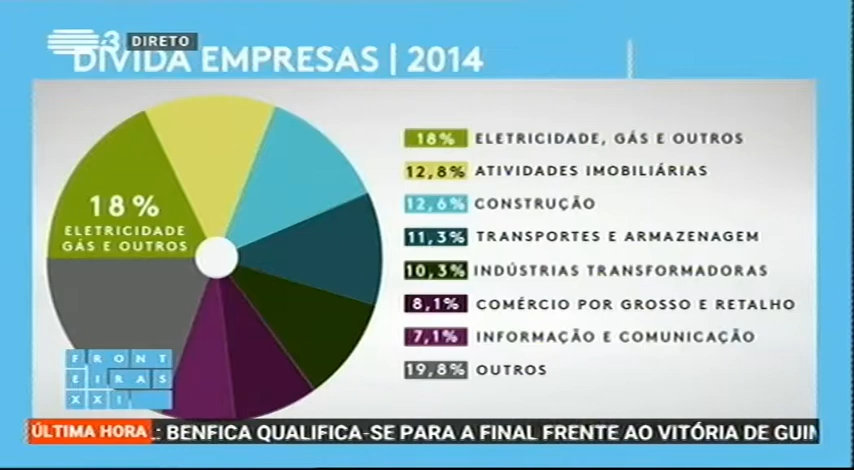 3
DIRETO
DÍVIDA EMPRESAS | 2014
18%
ELETRICIDADE
GÁS E OUTROS
18% ELETRICIDADE, GÁS E OUTROS
12,8% ATIVIDADES IMOBILIÁRIAS
12,6% CONSTRUÇÃO
11,3% TRANSPORTES E ARMAZENAGEM
10,3% INDÚSTRIAS TRANSFORMADORAS
8,1% COMÉRCIO POR GROSSO E RETALHO
7,1% INFORMAÇÃO E COMUNICAÇÃO
19,8% OUTROS
FRONT
EIRAS
XXI
ÚLTIMA HORA L: BENFICA QUALIFICA-SE PARA A FINAL FRENTE AO VITÓRIA DE GUIM